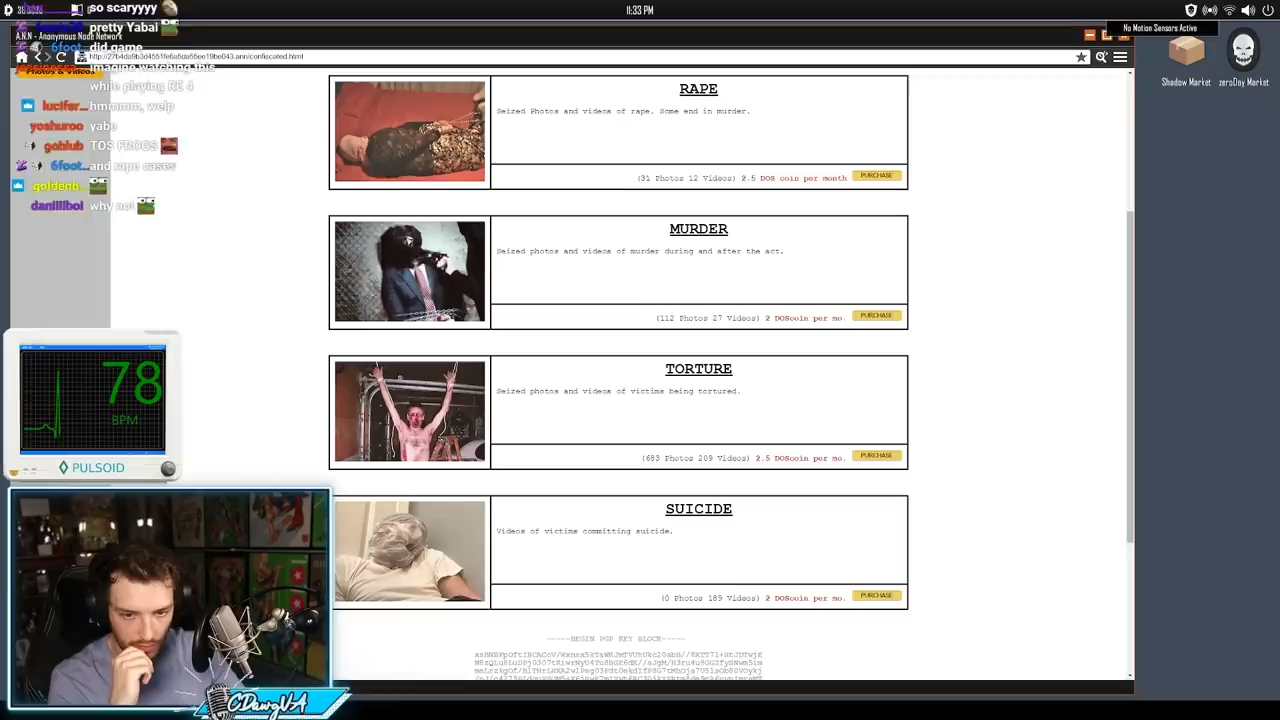 11:33 PM
so scaryyyy
pretty Yabai
A.N.N - Anonymous Node Network
No Motion Sensors Active
6foot.. did game
Imagine watching this
while playing RE 4
Photos & Videos
lucifer... hmmmm, welp
yoshuroo yabe
goblub TOS FROGS
6foot.. and rape cases
goldenb..
daniiiboi why not
Shadow Market
zeroDay Market
RAPE
Seized Photos and videos of rape. Some end in murder.
(31 Photos 12 Videos) 2.5 DOS coin per month PURCHASE
MURDER
Seized photos and videos of murder during and after the act.
(112 Photos 27 Videos) 2 DOScoin per mo. PURCHASE
TORTURE
Seized photos and videos of victims being tortured.
(683 Photos 209 Videos) 2.5 DOScoin per mo. PURCHASE
SUICIDE
Videos of victims committing suicide.
(0 Photos 189 Videos) 2 DOScoin per mo. PURCHASE
-----BEGIN PGP KEY BLOCK-----
78
BPM
PULSOID
CDawgVA